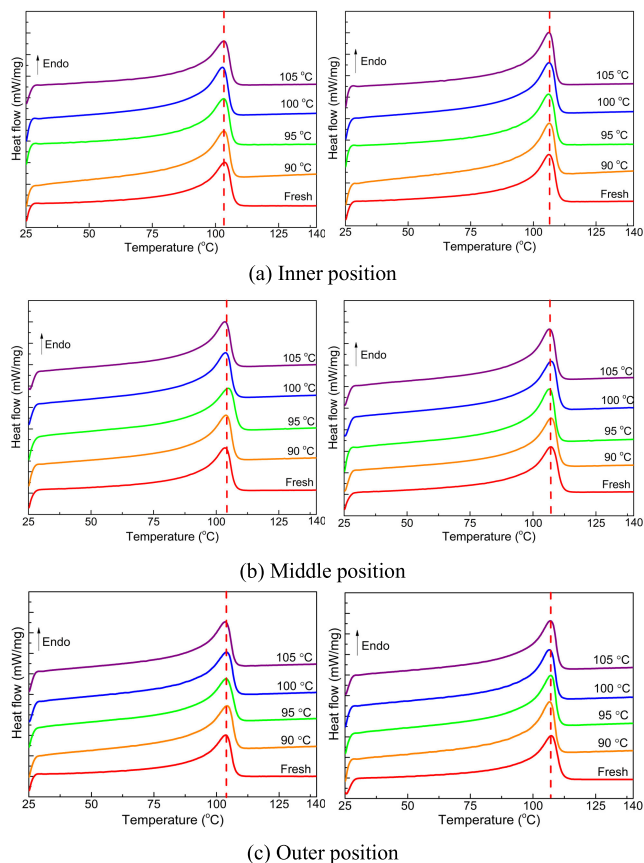 Heat flow (mW/mg)
Endo
105 °C
100 °C
95 °C
90 °C
Fresh
25 50 75 100 125 140
Temperature (°C)
Heat flow (mW/mg)
Endo
105 °C
100 °C
95 °C
90 °C
Fresh
25 50 75 100 125 140
Temperature (°C)
(a) Inner position
Heat flow (mW/mg)
Endo
105 °C
100 °C
95 °C
90 °C
Fresh
25 50 75 100 125 140
Temperature (°C)
Heat flow (mW/mg)
Endo
105 °C
100 °C
95 °C
90 °C
Fresh
25 50 75 100 125 140
Temperature (°C)
(b) Middle position
Heat flow (mW/mg)
Endo
105 °C
100 °C
95 °C
90 °C
Fresh
25 50 75 100 125 140
Temperature (°C)
Heat flow (mW/mg)
Endo
105 °C
100 °C
95 °C
90 °C
Fresh
25 50 75 100 125 140
Temperature (°C)
(c) Outer position